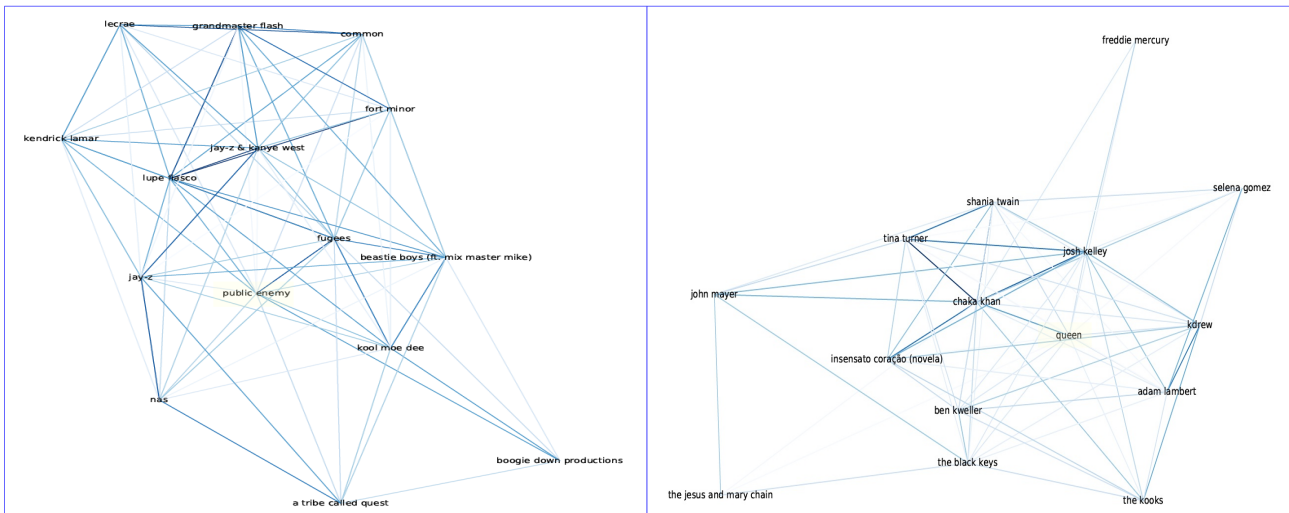 lecrae
grandmaster flash
common
fort minor
kendrick lamar
jay-z & kanye west
lupe fiasco
fugees
beastie boys (ft. mix master mike)
jay-z
public enemy
kool moe dee
nas
boogie down productions
a tribe called quest
freddie mercury
selena gomez
shania twain
tina turner
josh kelley
john mayer
chaka khan
kdrew
queen
insensato coração (novela)
adam lambert
ben kweller
the black keys
the jesus and mary chain
the kooks